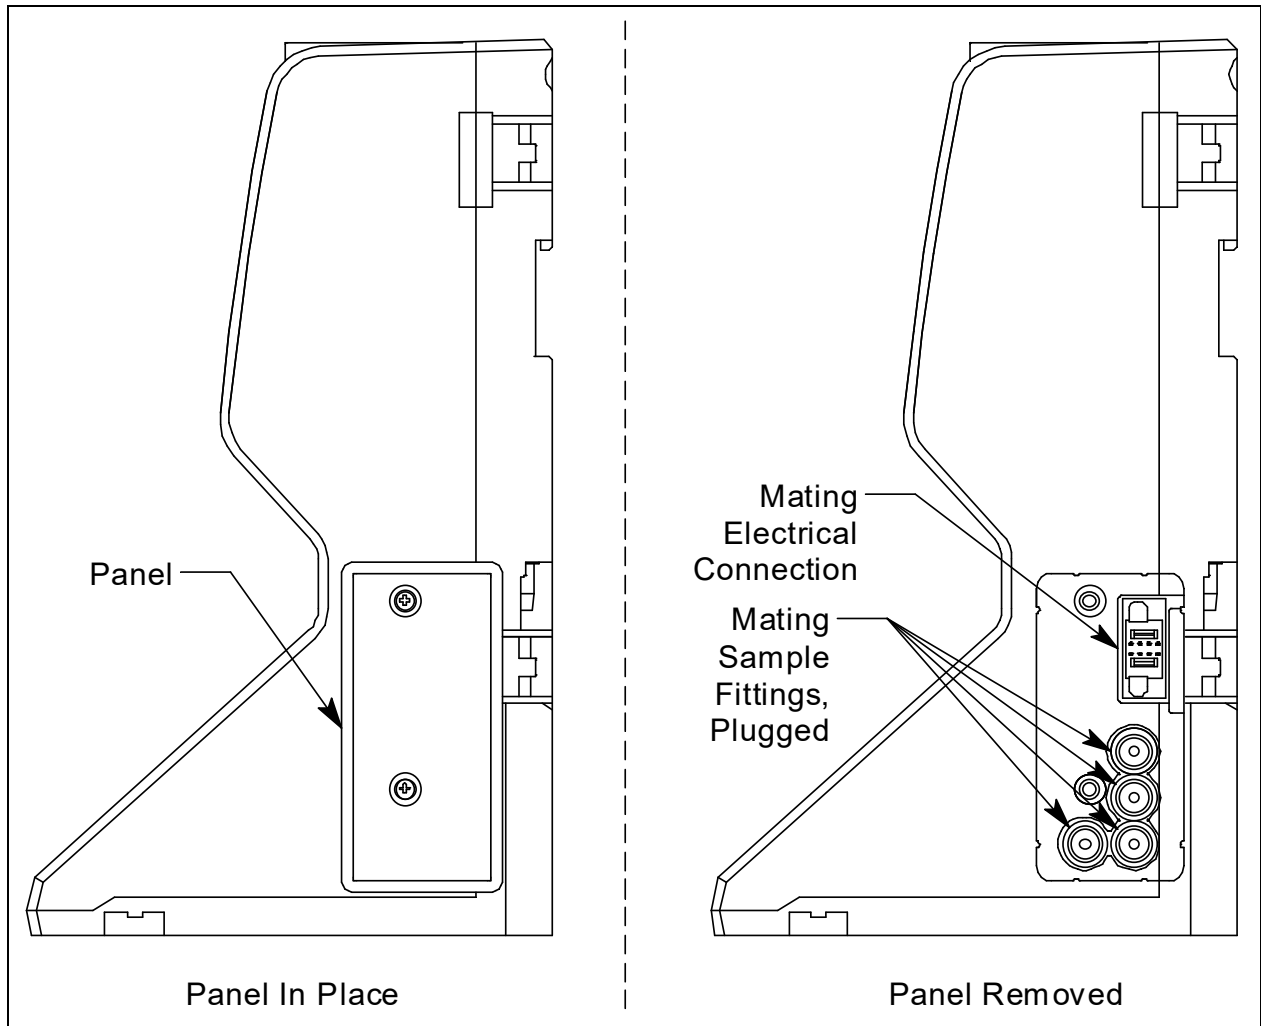 Panel
Mating
Electrical
Connection
Mating
Sample
Fittings,
Plugged
Panel In Place
Panel Removed